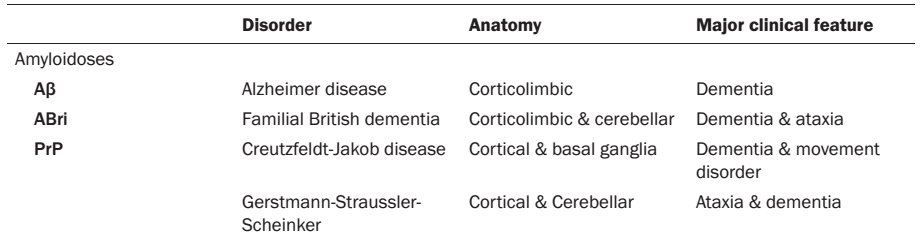 Disorder Anatomy Major clinical feature
Amyloidoses
Aβ Alzheimer disease Corticolimbic Dementia
ABri Familial British dementia Corticolimbic & cerebellar Dementia & ataxia
PrP Creutzfeldt-Jakob disease Cortical & basal ganglia Dementia & movement
disorder
Gerstmann-Straussler- Cortical & Cerebellar Ataxia & dementia
Scheinker